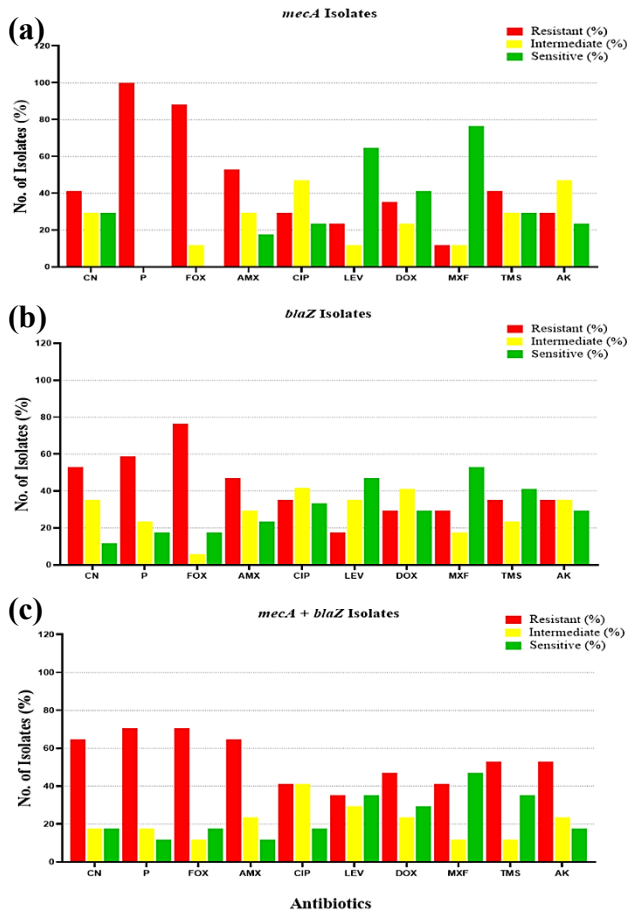 (a)
mecA Isolates
Resistant (%)
Intermediate (%)
Sensitive (%)
No. of Isolates (%)
120
100
80
60
40
20
0
CN P FOX AMX CIP LEV DOX MXF TMS AK
(b)
blaZ Isolates
Resistant (%)
Intermediate (%)
Sensitive (%)
No. of Isolates (%)
120
100
80
60
40
20
0
CN P FOX AMX CIP LEV DOX MXF TMS AK
(c)
mecA + blaZ Isolates
Resistant (%)
Intermediate (%)
Sensitive (%)
No. of Isolates (%)
120
100
80
60
40
20
0
CN P FOX AMX CIP LEV DOX MXF TMS AK
Antibiotics